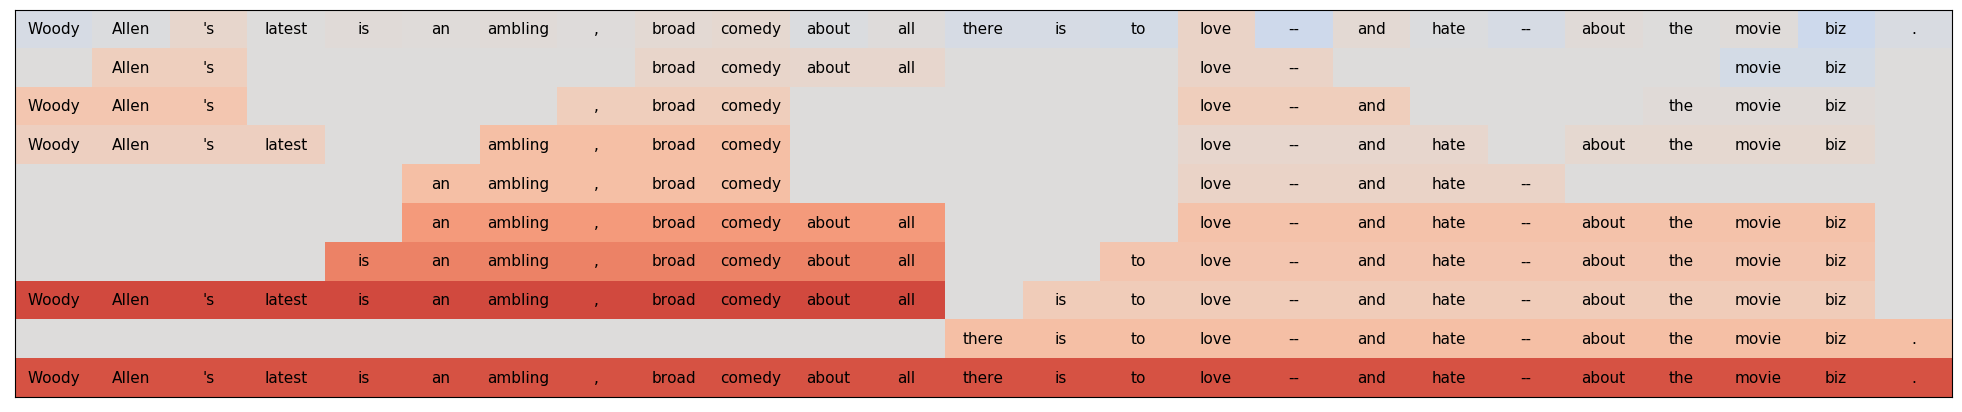 Woody Allen 's latest is an ambling , broad comedy about all there is to love -- and hate -- about the movie biz .
Allen 's broad comedy about all love -- movie biz
Woody Allen 's , broad comedy love -- and the movie biz
Woody Allen 's latest ambling , broad comedy love -- and hate about the movie biz
an ambling , broad comedy love -- and hate --
an ambling , broad comedy about all love -- and hate -- about the movie biz
is an ambling , broad comedy about all to love -- and hate -- about the movie biz
Woody Allen 's latest is an ambling , broad comedy about all is to love -- and hate -- about the movie biz
there is to love -- and hate -- about the movie biz .
Woody Allen 's latest is an ambling , broad comedy about all there is to love -- and hate -- about the movie biz .